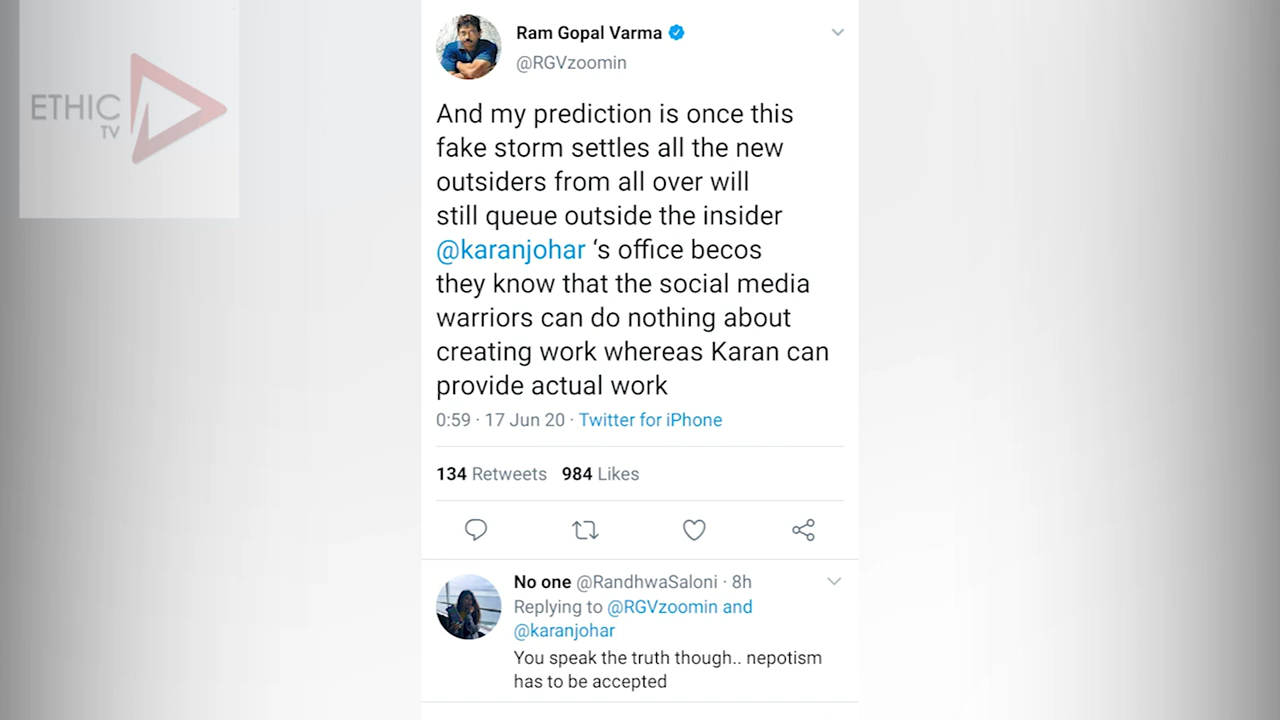 ETHIC
TV
Ram Gopal Varma
@RGVzoomin
And my prediction is once this
fake storm settles all the new
outsiders from all over will
still queue outside the insider
@karanjohar ‘s office becos
they know that the social media
warriors can do nothing about
creating work whereas Karan can
provide actual work
0:59 · 17 Jun 20 · Twitter for iPhone
134 Retweets 984 Likes
No one @RandhwaSaloni · 8h
Replying to @RGVzoomin and
@karanjohar
You speak the truth though.. nepotism
has to be accepted